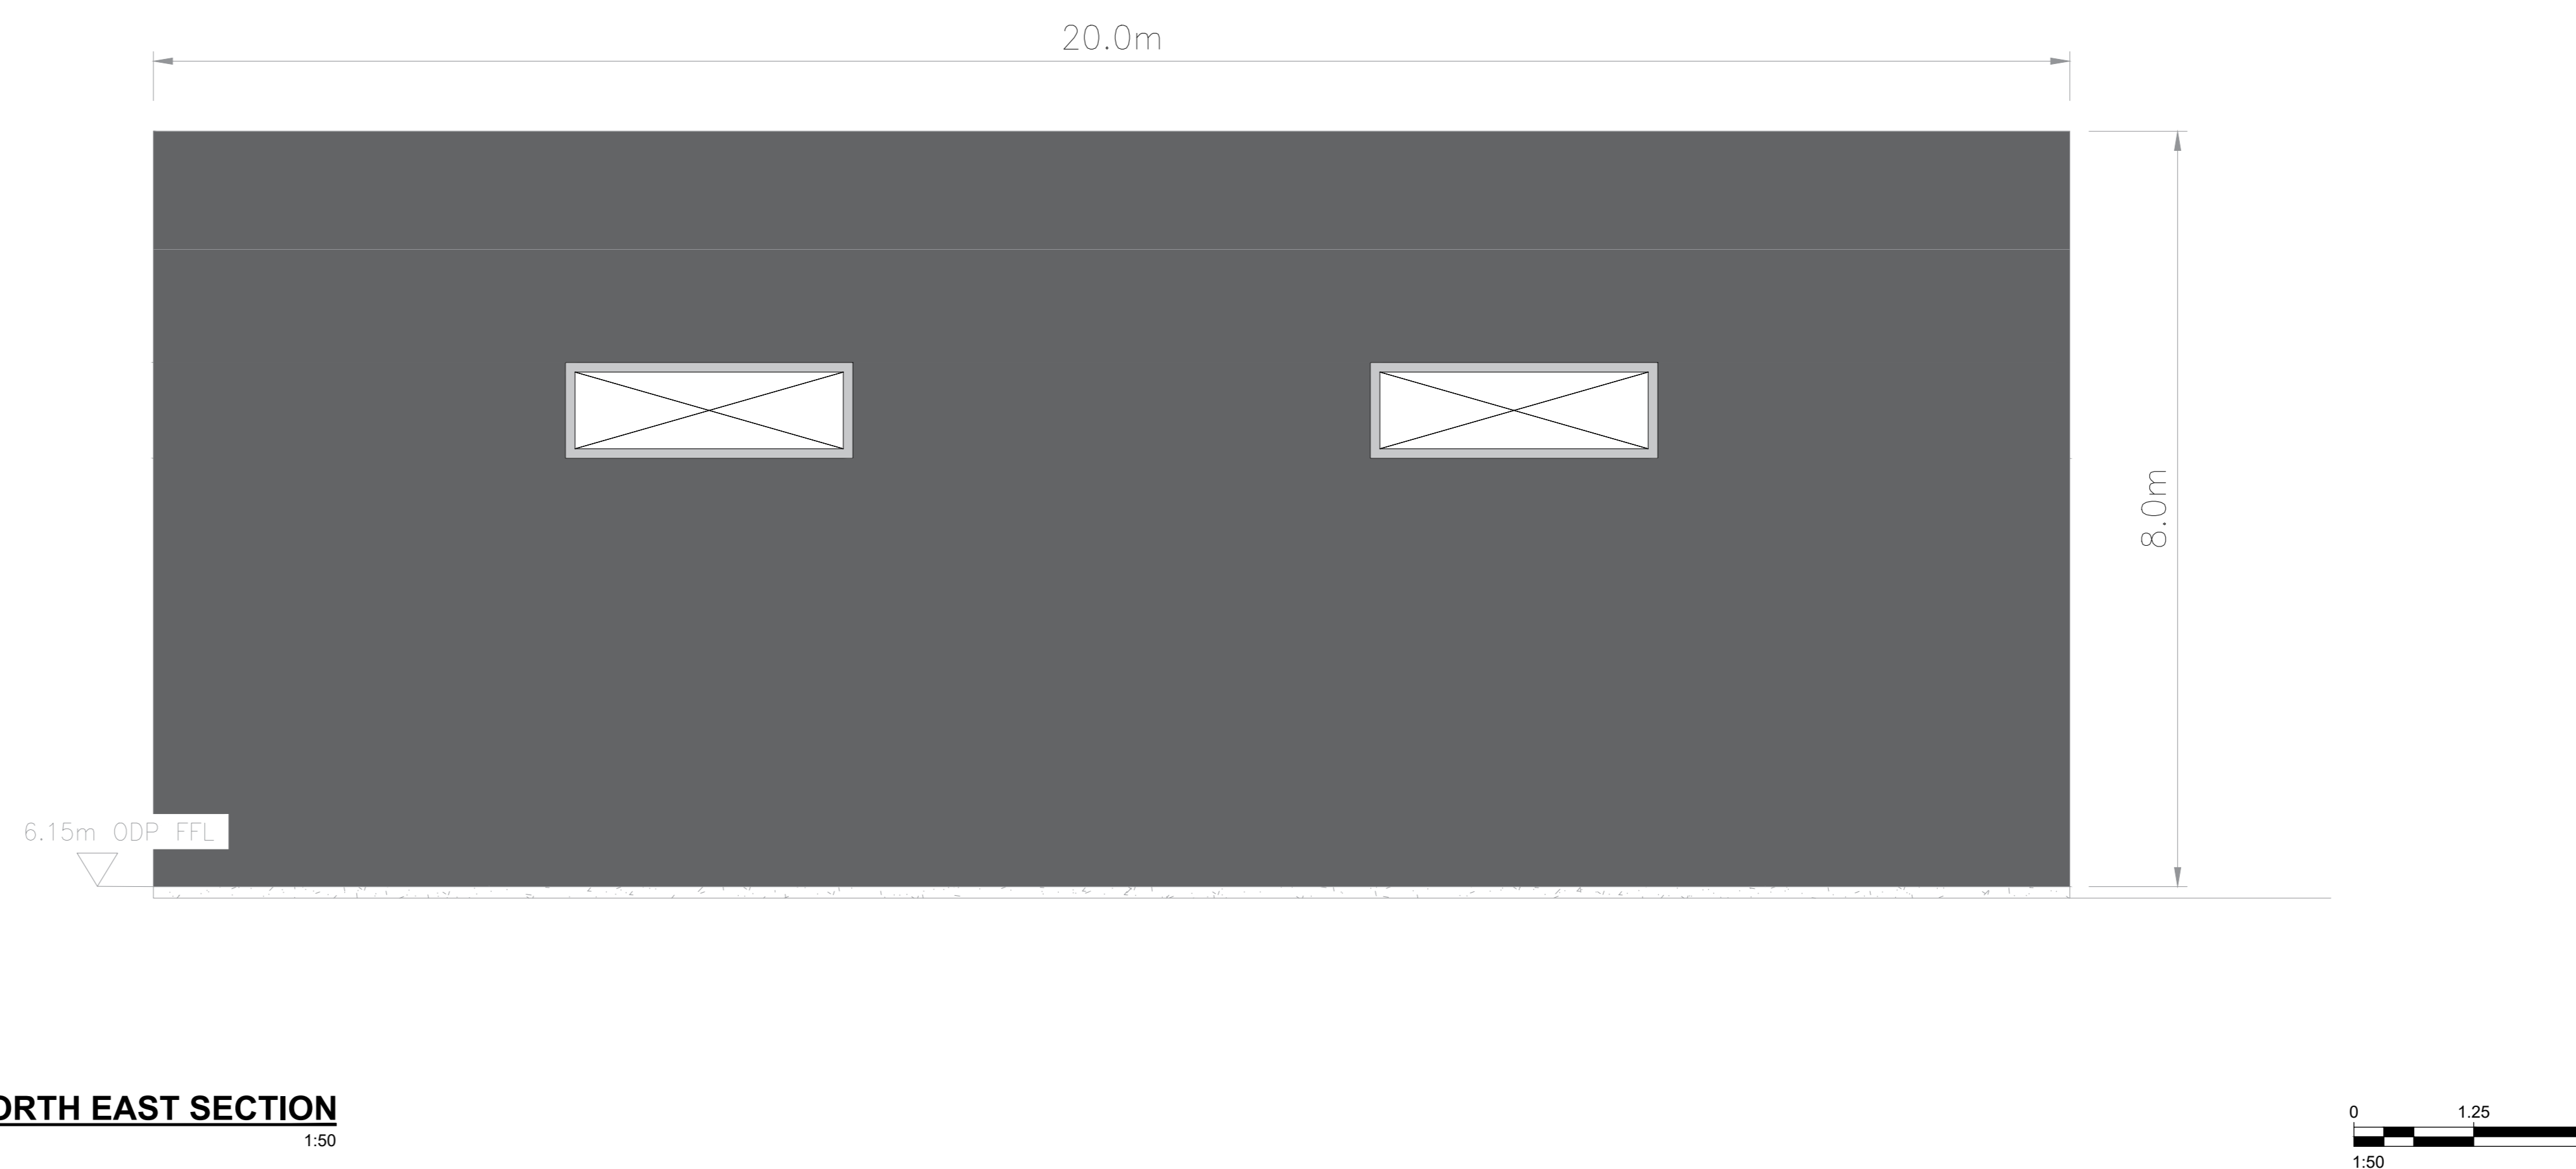 20.0m
8.0m
6.15m ODP FFL
ORTH EAST SECTION
1:50
0 1.25
1:50